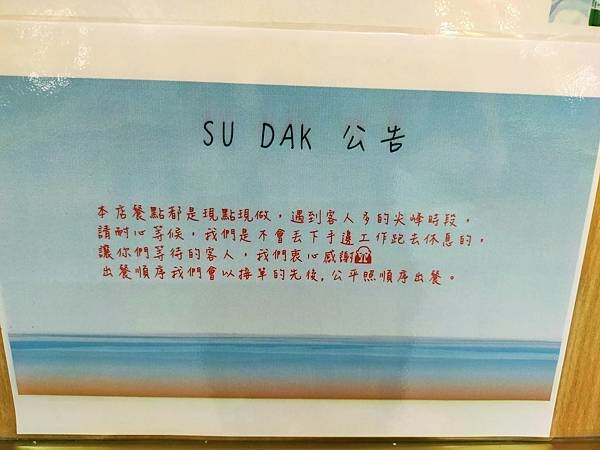 SU DAK 公告
本店餐點都是現點現做，遇到客人多的尖峰時段，
請耐心等候，我們是不會丟下手邊工作跑去休息的，
讓你們等待的客人，我們衷心感謝
出餐順序我們會以接單的先後，公平照順序出餐。